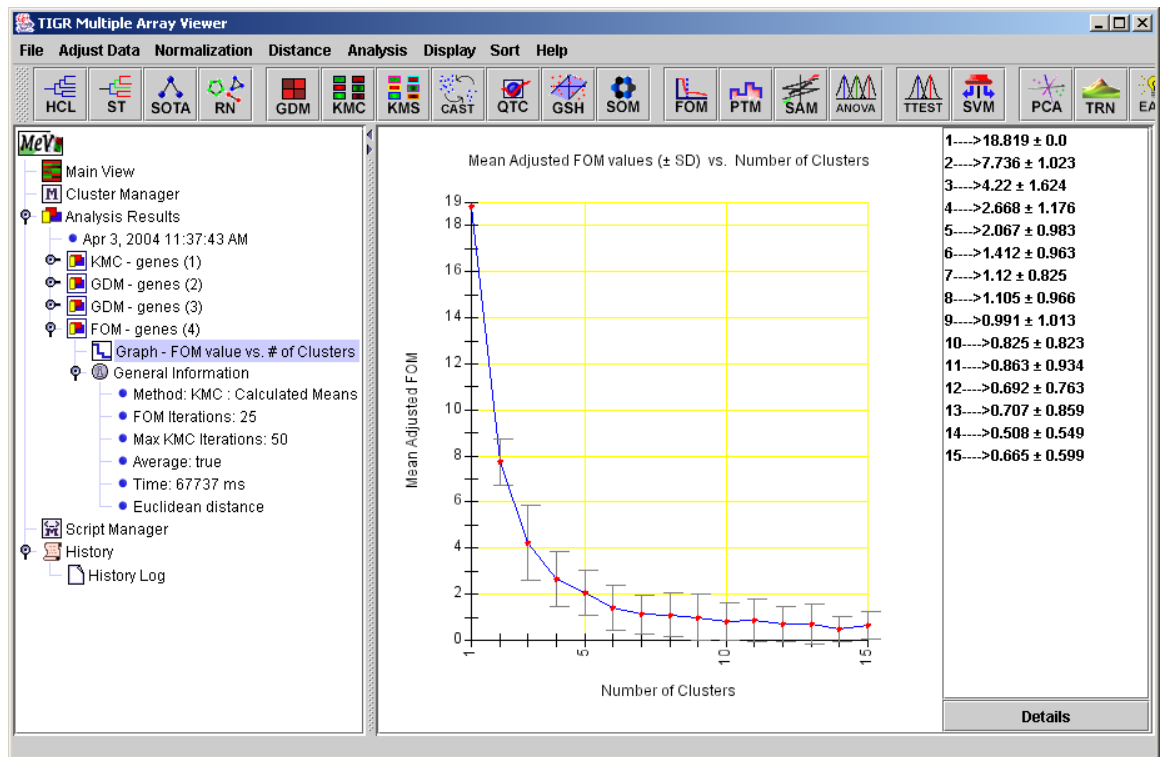 TIGR Multiple Array Viewer
File Adjust Data Normalization Distance Analysis Display Sort Help
HCL ST SOTA RN GDM KMC KMS CAST QTC GSH SOM FOM PTM SAM ANOVA TTEST SVM PCA TRN EA
MeV
Main View
M Cluster Manager
Analysis Results
Apr 3, 2004 11:37:43 AM
KMC - genes (1)
GDM - genes (2)
GDM - genes (3)
FOM - genes (4)
Graph - FOM value vs. # of Clusters
General Information
Method: KMC : Calculated Means
FOM Iterations: 25
Max KMC Iterations: 50
Average: true
Time: 67737 ms
Euclidean distance
Script Manager
History
History Log
Mean Adjusted FOM values (± SD) vs. Number of Clusters
19
18
16
14
12
10
8
6
4
2
0
Mean Adjusted FOM
1 5 10 15
Number of Clusters
1---->18.819 ± 0.0
2---->7.736 ± 1.023
3---->4.22 ± 1.624
4---->2.668 ± 1.176
5---->2.067 ± 0.983
6---->1.412 ± 0.963
7---->1.12 ± 0.825
8---->1.105 ± 0.966
9---->0.991 ± 1.013
10---->0.825 ± 0.823
11---->0.863 ± 0.934
12---->0.692 ± 0.763
13---->0.707 ± 0.859
14---->0.508 ± 0.549
15---->0.665 ± 0.599
Details